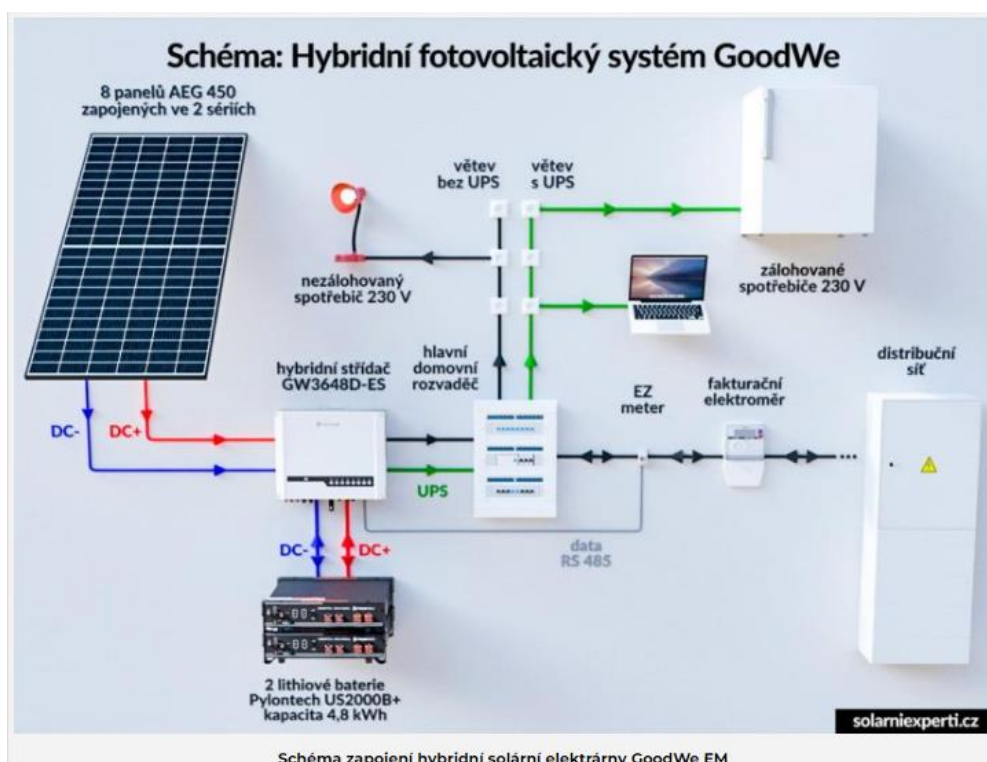 Schéma: Hybridní fotovoltaický systém GoodWe
8 panelů AEG 450
zapojených ve 2 sériích
větev
bez UPS
větev
s UPS
nezálohovaný
spotřebič 230 V
zálohované
spotřebiče 230 V
hybridní střídač
GW3648D-ES
hlavní
domovní
rozvaděč
EZ
meter
fakturační
elektroměr
distribuční
síť
DC-
DC+
UPS
DC-
DC+
data
RS 485
2 lithiové baterie
Pylontech US2000B+
kapacita 4,8 kWh
solarniexperti.cz
Schéma zapojení hybridní solární elektrárny GoodWe EM